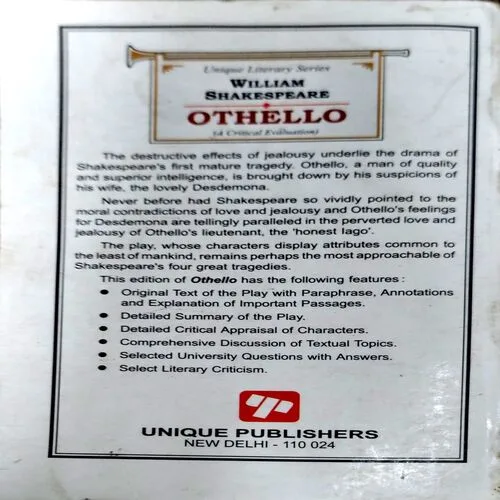 Unique Literary Series
WILLIAM
SHAKESPEARE
OTHELLO
(A Critical Evaluation)
The destructive effects of jealousy underlie the drama of
Shakespeare's first mature tragedy. Othello, a man of quality
and superior intelligence, is brought down by his suspicions of
his wife, the lovely Desdemona.
Never before had Shakespeare so vividly pointed to the
moral contradictions of love and jealousy and Othello's feelings
for Desdemona are tellingly paralleled in the perverted love and
jealousy of Othello's lieutenant, the 'honest Iago'.
The play, whose characters display attributes common to
the least of mankind, remains perhaps the most approachable of
Shakespeare's four great tragedies.
This edition of Othello has the following features :
• Original Text of the Play with Paraphrase, Annotations
and Explanation of Important Passages.
• Detailed Summary of the Play.
• Detailed Critical Appraisal of Characters.
• Comprehensive Discussion of Textual Topics.
• Selected University Questions with Answers.
• Select Literary Criticism.
UNIQUE PUBLISHERS
NEW DELHI - 110 024